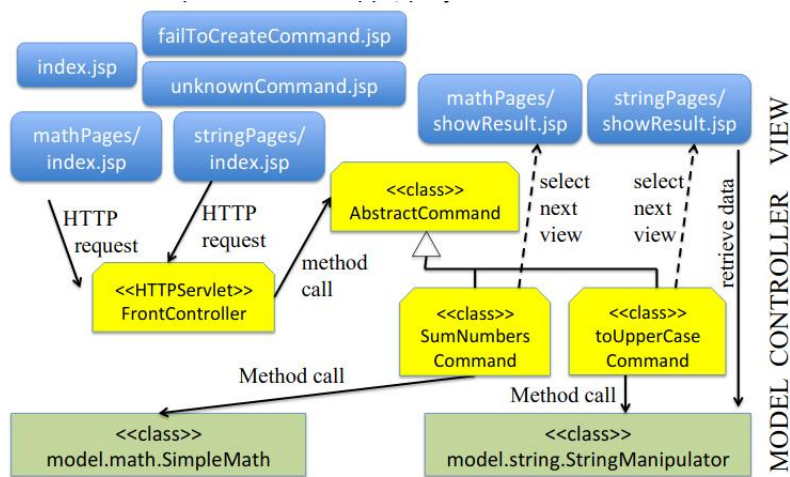 failToCreateCommand.jsp
index.jsp
unknownCommand.jsp
mathPages/
showResult.jsp
stringPages/
showResult.jsp
mathPages/
index.jsp
stringPages/
index.jsp
<<class>>
AbstractCommand
select
next
view
select
next
view
HTTP
request
HTTP
request
method
call
retrieve data
<<HTTPServlet>>
FrontController
<<class>>
SumNumbers
Command
<<class>>
toUpperCase
Command
Method call
Method call
<<class>>
model.math.SimpleMath
<<class>>
model.string.StringManipulator
MODEL CONTROLLER VIEW